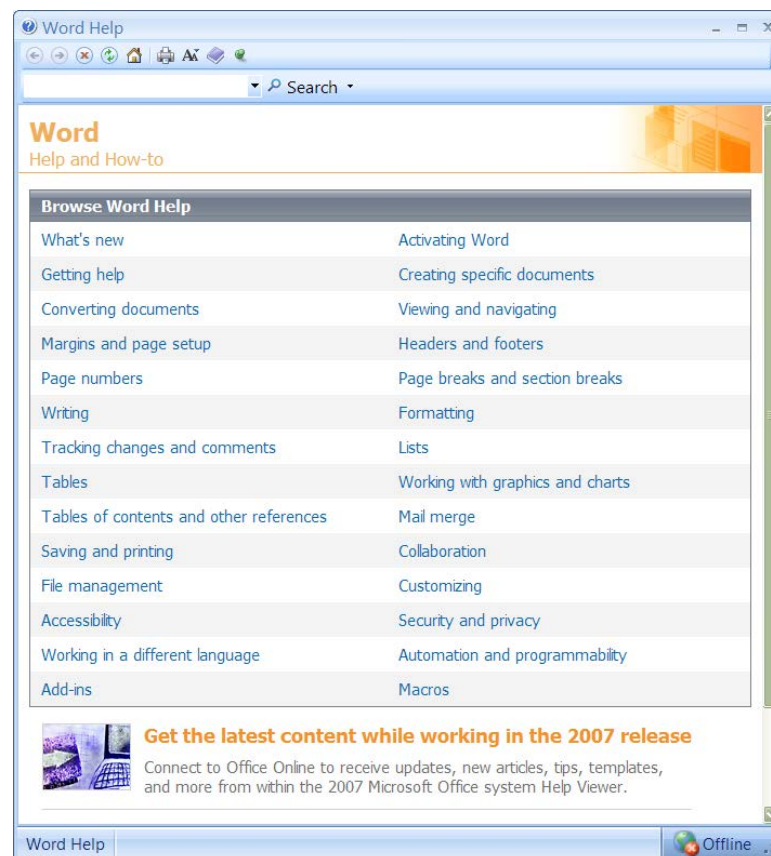 Word Help
Search
Word
Help and How-to
Browse Word Help
What's new
Activating Word
Getting help
Creating specific documents
Converting documents
Viewing and navigating
Margins and page setup
Headers and footers
Page numbers
Page breaks and section breaks
Writing
Formatting
Tracking changes and comments
Lists
Tables
Working with graphics and charts
Tables of contents and other references
Mail merge
Saving and printing
Collaboration
File management
Customizing
Accessibility
Security and privacy
Working in a different language
Automation and programmability
Add-ins
Macros
Get the latest content while working in the 2007 release
Connect to Office Online to receive updates, new articles, tips, templates,
and more from within the 2007 Microsoft Office system Help Viewer.
Word Help
Offline